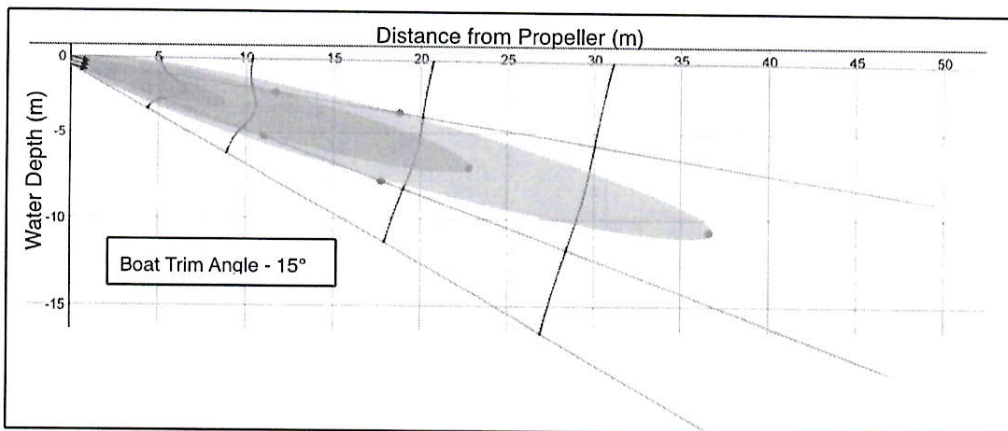 Distance from Propeller (m)
0 5 10 15 20 25 30 35 40 45 50
Water Depth (m)
-0
-5
-10
-15
Boat Trim Angle - 15°